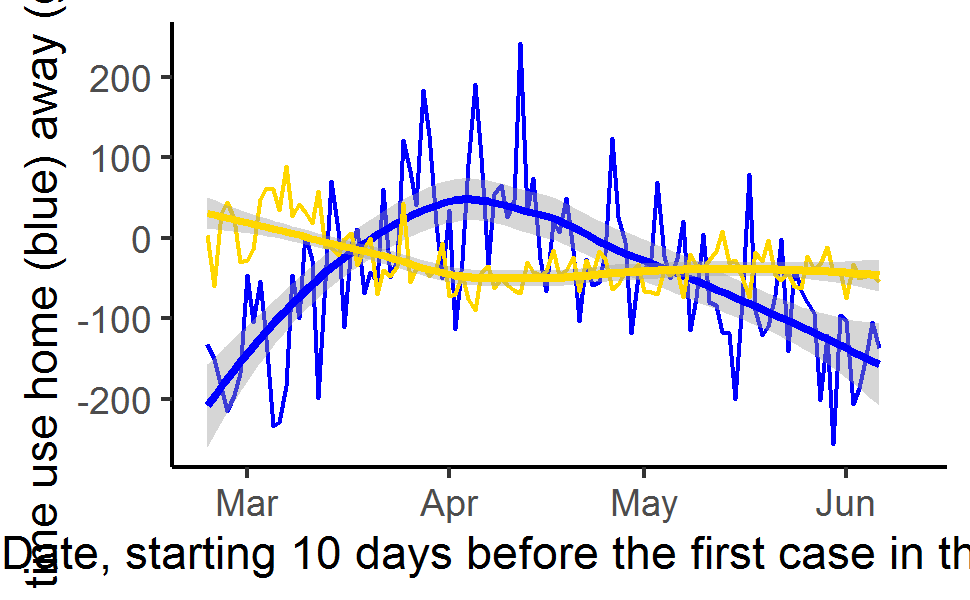 time use home (blue) away (
200
100
0
-100
-200
Mar Apr May Jun
Date, starting 10 days before the first case in th